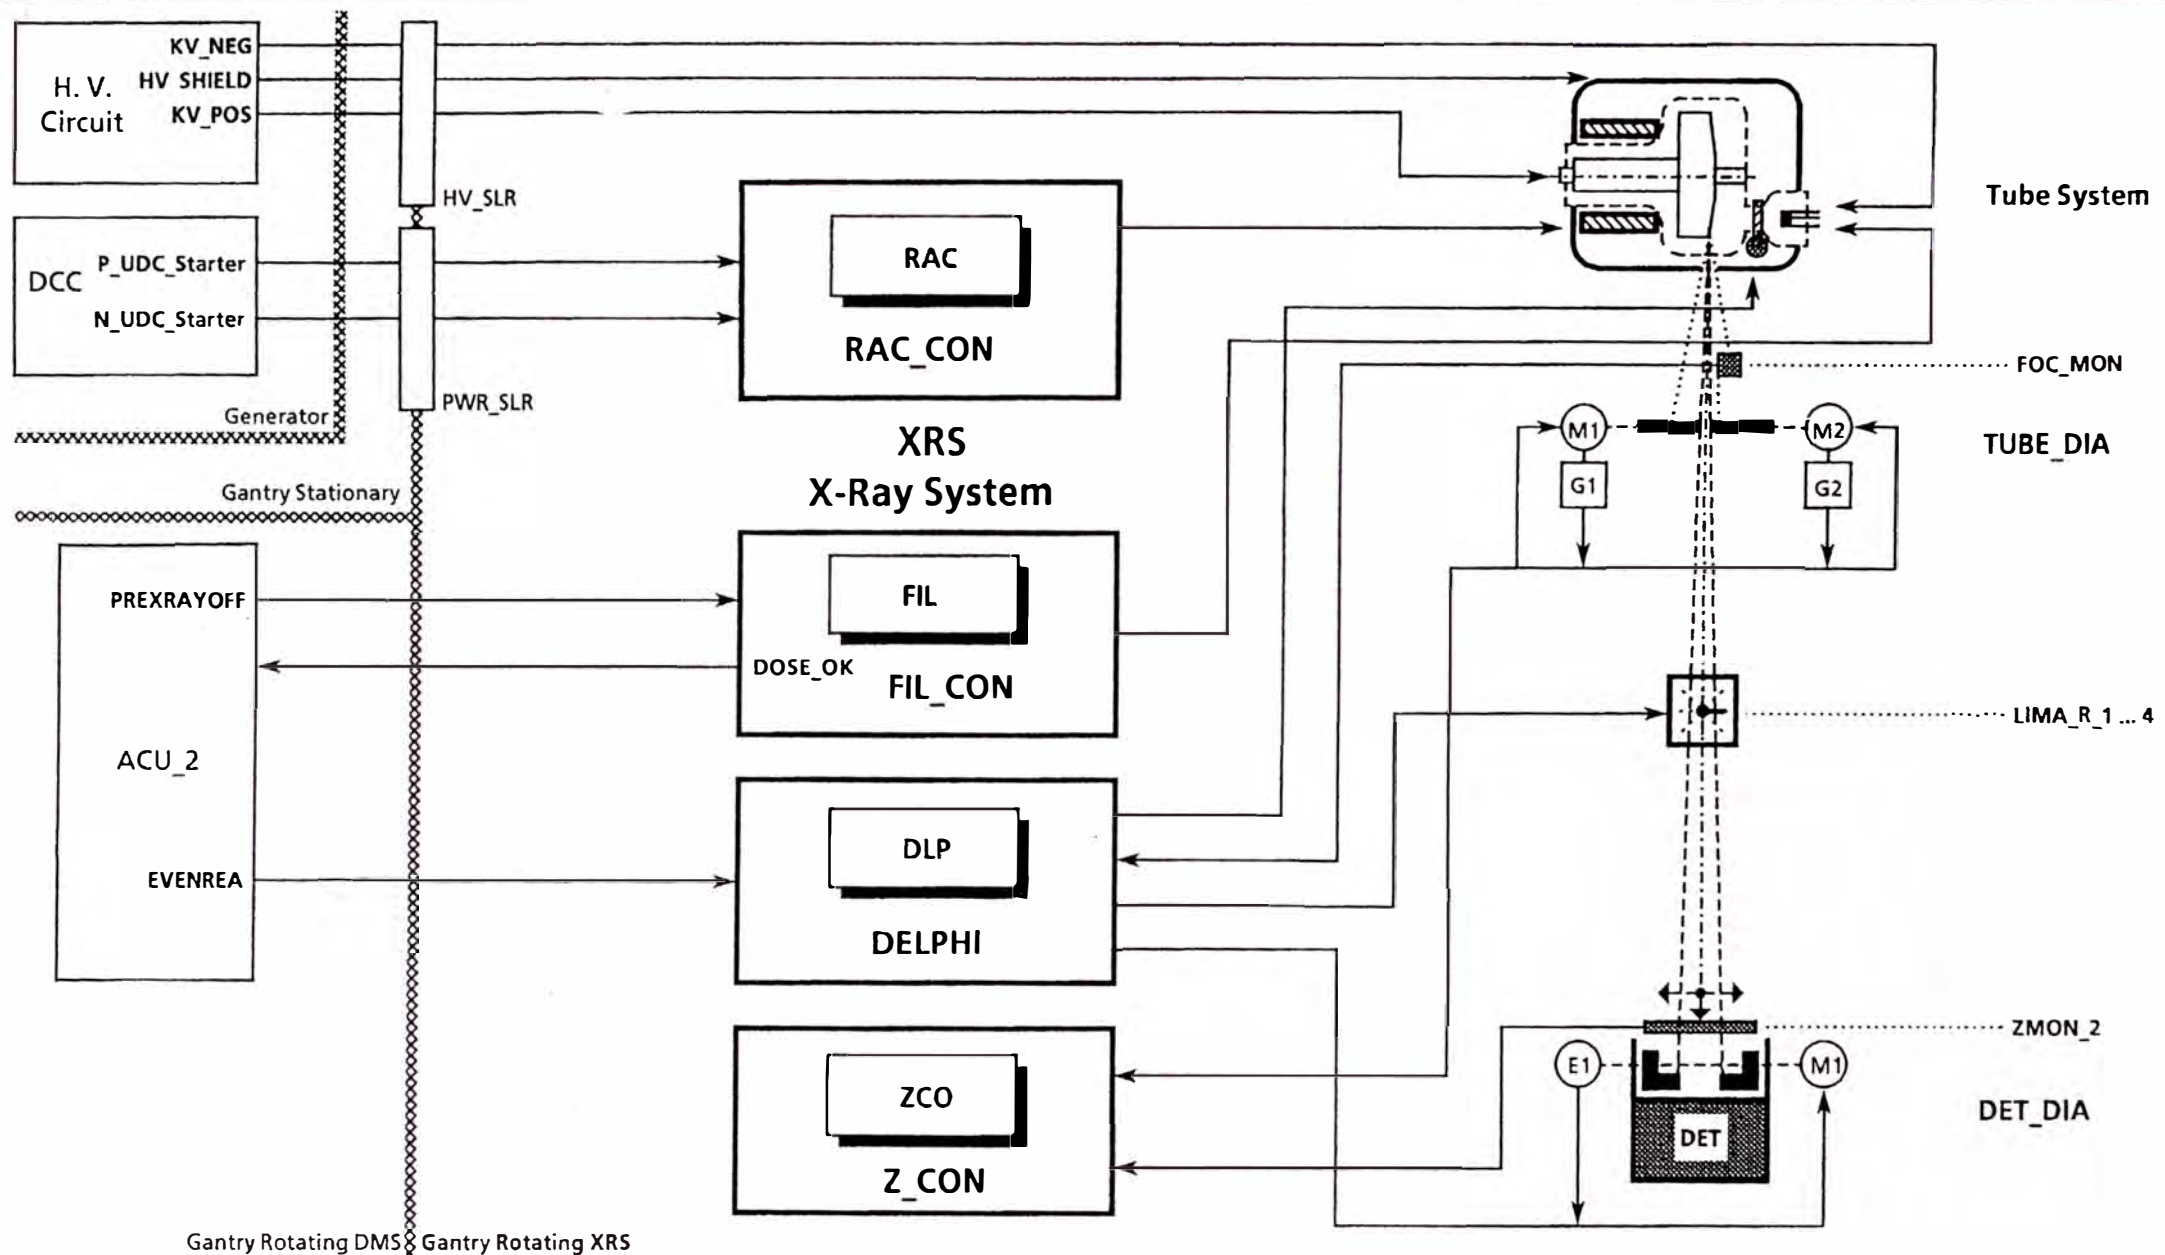 KV_NEG
HV SHIELD
KV_POS
H. V.
Circuit
HV_SLR
P_UDC_Starter
DCC
N_UDC_Starter
PWR_SLR
Generator
Gantry Stationary
RAC
RAC_CON
XRS
X-Ray System
Tube System
FOC_MON
M1
M2
TUBE_DIA
G1
G2
PREXRAYOFF
FIL
DOSE_OK
FIL_CON
ACU_2
LIMA_R_1 ... 4
EVENREA
DLP
DELPHI
ZMON_2
E1
M1
ZCO
DET
DET_DIA
Z_CON
Gantry Rotating DMS
Gantry Rotating XRS